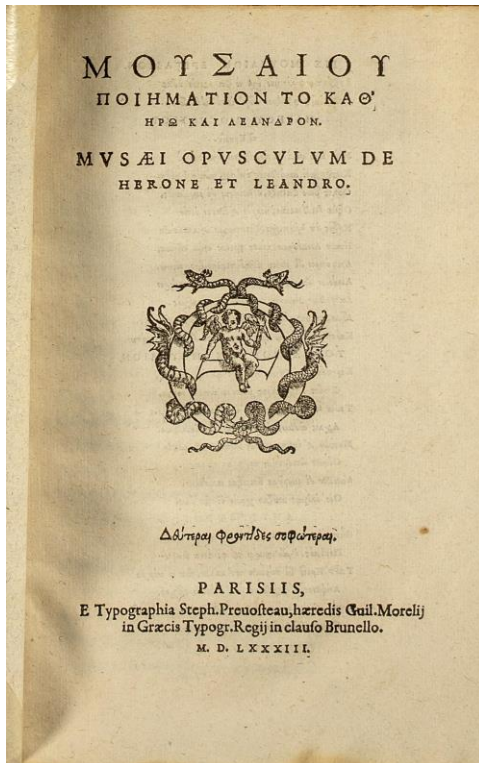 ΜΟΥΣΑΙΟΥ
ΠΟΙΗΜΑΤΙΟΝ ΤΟ ΚΑΘ'
ΗΡΩ ΚΑΙ ΛΕΑΝΔΡΟΝ.
MVSÆI OPVSCVLVM DE
HERONE ET LEANDRO.
Δεύτεραι φροντίδες σοφώτεραι.
PARISIIS,
E Typographia Steph. Preuoſteau, hæredis Guil. Morelij
in Græcis Typogr. Regij in clauſo Brunello.
M. D. LXXXIII.